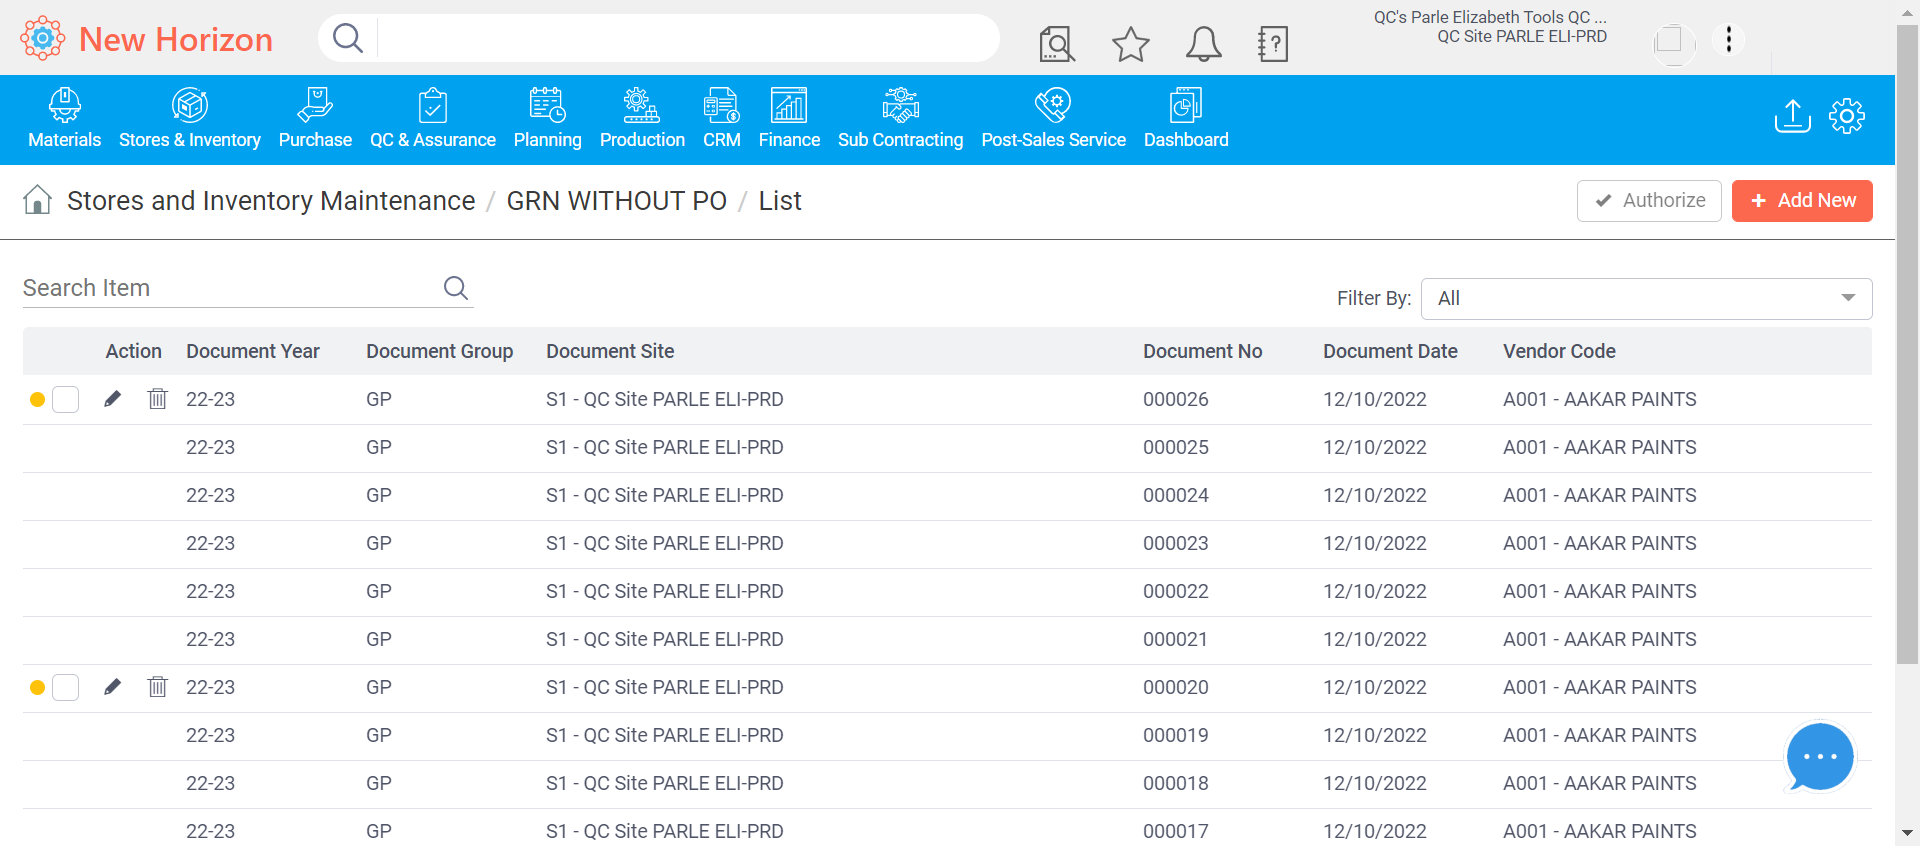 New Horizon
QC's Parle Elizabeth Tools QC ...
QC Site PARLE ELI-PRD
Materials Stores & Inventory Purchase QC & Assurance Planning Production CRM Finance Sub Contracting Post-Sales Service Dashboard
Stores and Inventory Maintenance / GRN WITHOUT PO / List
Authorize + Add New
Search Item
Filter By: All
Action Document Year Document Group Document Site Document No Document Date Vendor Code
22-23 GP S1 - QC Site PARLE ELI-PRD 000026 12/10/2022 A001 - AAKAR PAINTS
22-23 GP S1 - QC Site PARLE ELI-PRD 000025 12/10/2022 A001 - AAKAR PAINTS
22-23 GP S1 - QC Site PARLE ELI-PRD 000024 12/10/2022 A001 - AAKAR PAINTS
22-23 GP S1 - QC Site PARLE ELI-PRD 000023 12/10/2022 A001 - AAKAR PAINTS
22-23 GP S1 - QC Site PARLE ELI-PRD 000022 12/10/2022 A001 - AAKAR PAINTS
22-23 GP S1 - QC Site PARLE ELI-PRD 000021 12/10/2022 A001 - AAKAR PAINTS
22-23 GP S1 - QC Site PARLE ELI-PRD 000020 12/10/2022 A001 - AAKAR PAINTS
22-23 GP S1 - QC Site PARLE ELI-PRD 000019 12/10/2022 A001 - AAKAR PAINTS
22-23 GP S1 - QC Site PARLE ELI-PRD 000018 12/10/2022 A001 - AAKAR PAINTS
22-23 GP S1 - QC Site PARLE ELI-PRD 000017 12/10/2022 A001 - AAKAR PAINTS